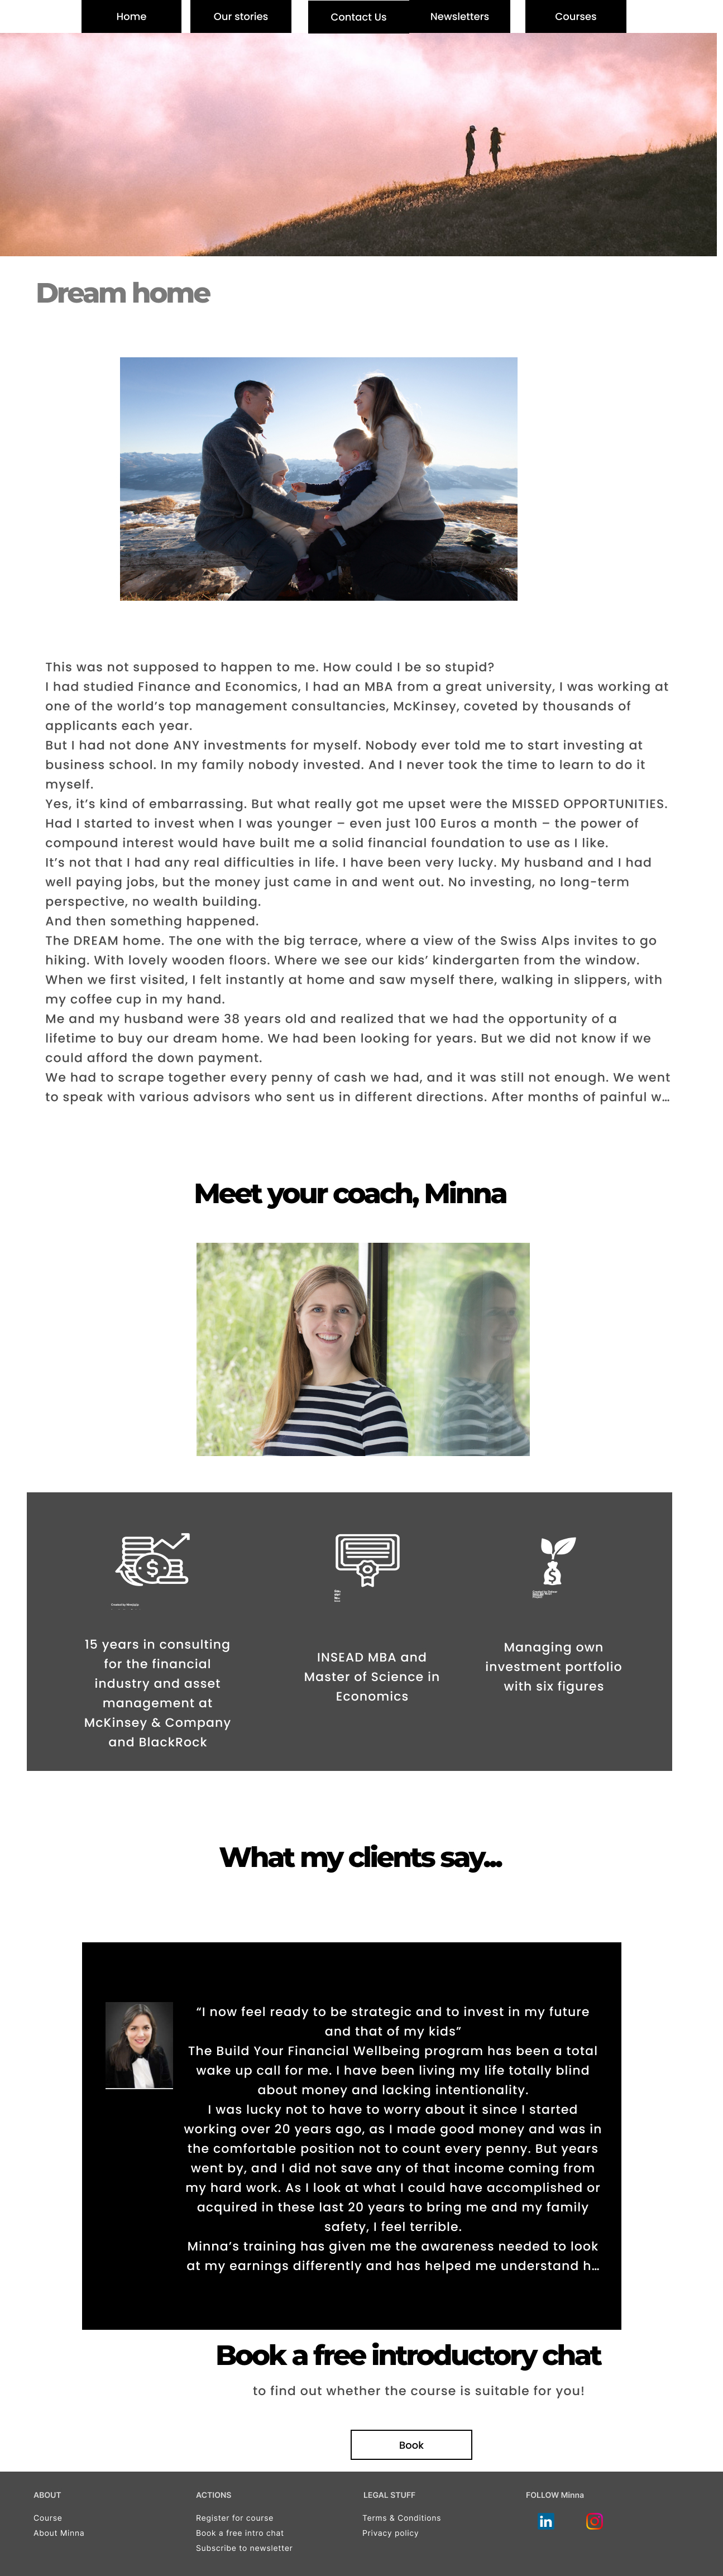 Home
Our stories
Contact Us
Newsletters
Courses
Dream home
This was not supposed to happen to me. How could I be so stupid?
I had studied Finance and Economics, I had an MBA from a great university, I was working at
one of the world’s top management consultancies, McKinsey, coveted by thousands of
applicants each year.
But I had not done ANY investments for myself. Nobody ever told me to start investing at
business school. In my family nobody invested. And I never took the time to learn to do it
myself.
Yes, it’s kind of embarrassing. But what really got me upset were the MISSED OPPORTUNITIES.
Had I started to invest when I was younger – even just 100 Euros a month – the power of
compound interest would have built me a solid financial foundation to use as I like.
It’s not that I had any real difficulties in life. I have been very lucky. My husband and I had
well paying jobs, but the money just came in and went out. No investing, no long-term
perspective, no wealth building.
And then something happened.
The DREAM home. The one with the big terrace, where a view of the Swiss Alps invites to go
hiking. With lovely wooden floors. Where we see our kids’ kindergarten from the window.
When we first visited, I felt instantly at home and saw myself there, walking in slippers, with
my coffee cup in my hand.
Me and my husband were 38 years old and realized that we had the opportunity of a
lifetime to buy our dream home. We had been looking for years. But we did not know if we
could afford the down payment.
We had to scrape together every penny of cash we had, and it was still not enough. We went
to speak with various advisors who sent us in different directions. After months of painful w…
Meet your coach, Minna
15 years in consulting
for the financial
industry and asset
management at
McKinsey & Company
and BlackRock
INSEAD MBA and
Master of Science in
Economics
Managing own
investment portfolio
with six figures
What my clients say...
“I now feel ready to be strategic and to invest in my future
and that of my kids”
The Build Your Financial Wellbeing program has been a total
wake up call for me. I have been living my life totally blind
about money and lacking intentionality.
I was lucky not to have to worry about it since I started
working over 20 years ago, as I made good money and was in
the comfortable position not to count every penny. But years
went by, and I did not save any of that income coming from
my hard work. As I look at what I could have accomplished or
acquired in these last 20 years to bring me and my family
safety, I feel terrible.
Minna’s training has given me the awareness needed to look
at my earnings differently and has helped me understand h…
Book a free introductory chat
to find out whether the course is suitable for you!
Book
ABOUT
Course
About Minna
ACTIONS
Register for course
Book a free intro chat
Subscribe to newsletter
LEGAL STUFF
Terms & Conditions
Privacy policy
FOLLOW Minna
in